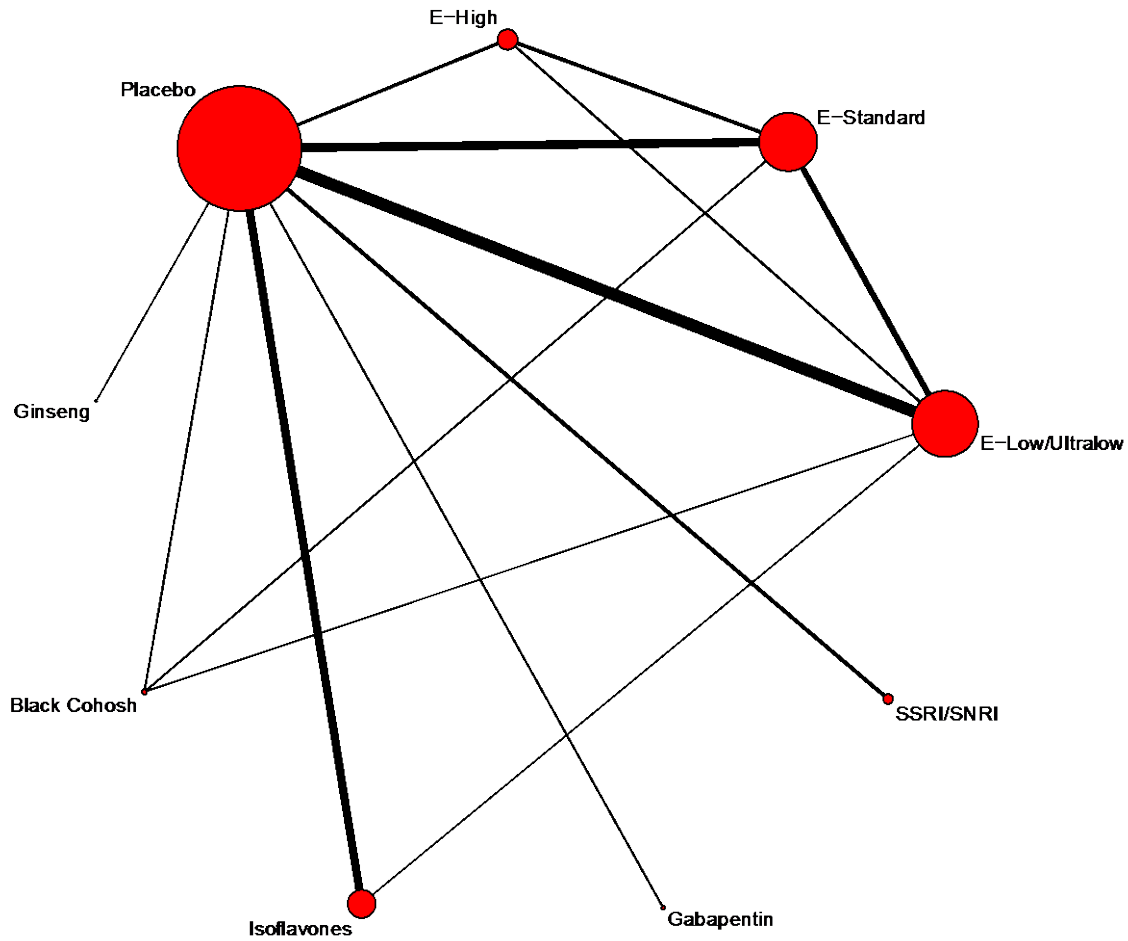 E−High
Placebo
E−Standard
Ginseng
E−Low/Ultralow
Black Cohosh
SSRI/SNRI
Isoflavones
Gabapentin